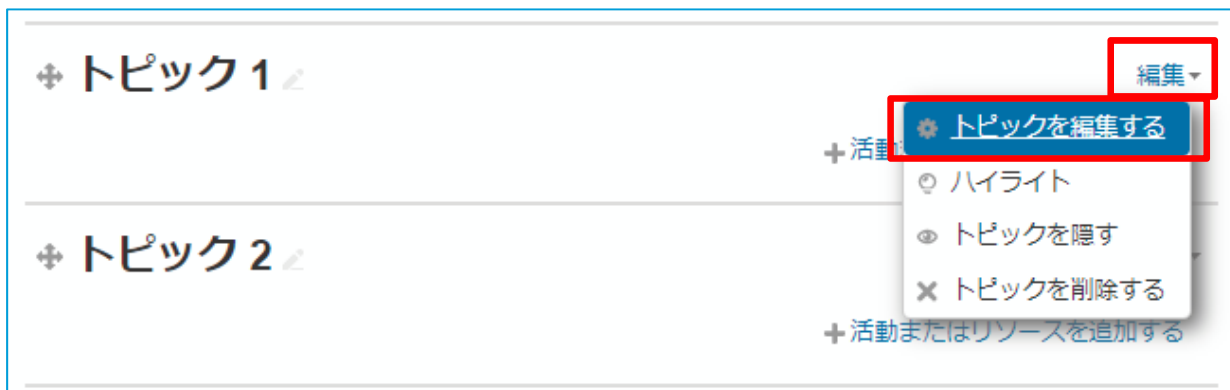 トピック 1
編集
トピックを編集する
活動
ハイライト
トピックを隠す
トピック 2
トピックを削除する
活動またはリソースを追加する